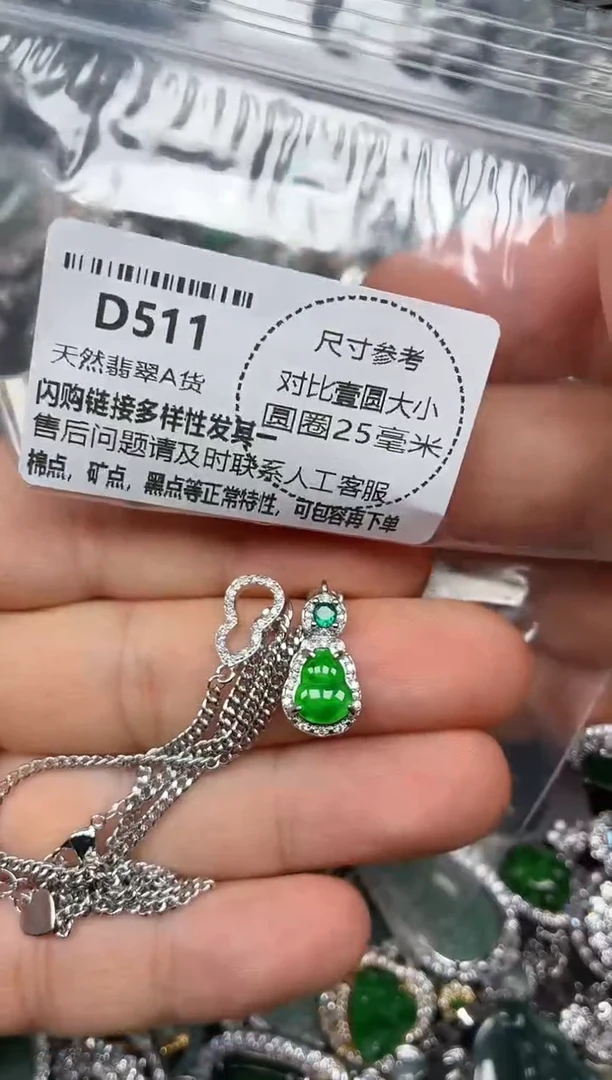 D511
天然翡翠A货
闪购链接多样性发其一
售后问题请及时联系人工客服
棉点，矿点，黑点等正常特性，可包容再下单
尺寸参考
对比壹圆大小
圆圈25毫米